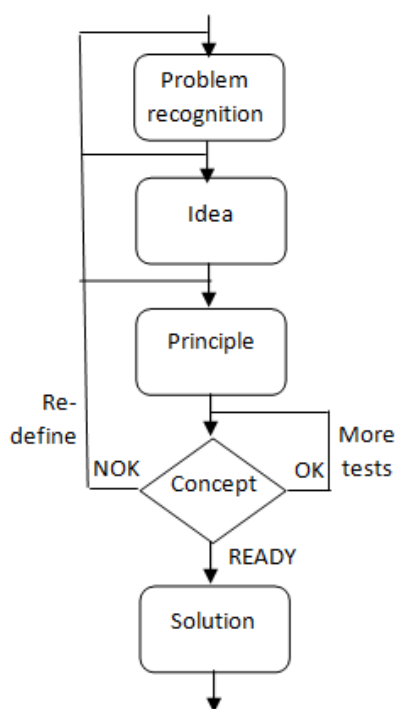 Problem
recognition
Idea
Principle
Re-
define
More
tests
NOK
Concept
OK
READY
Solution